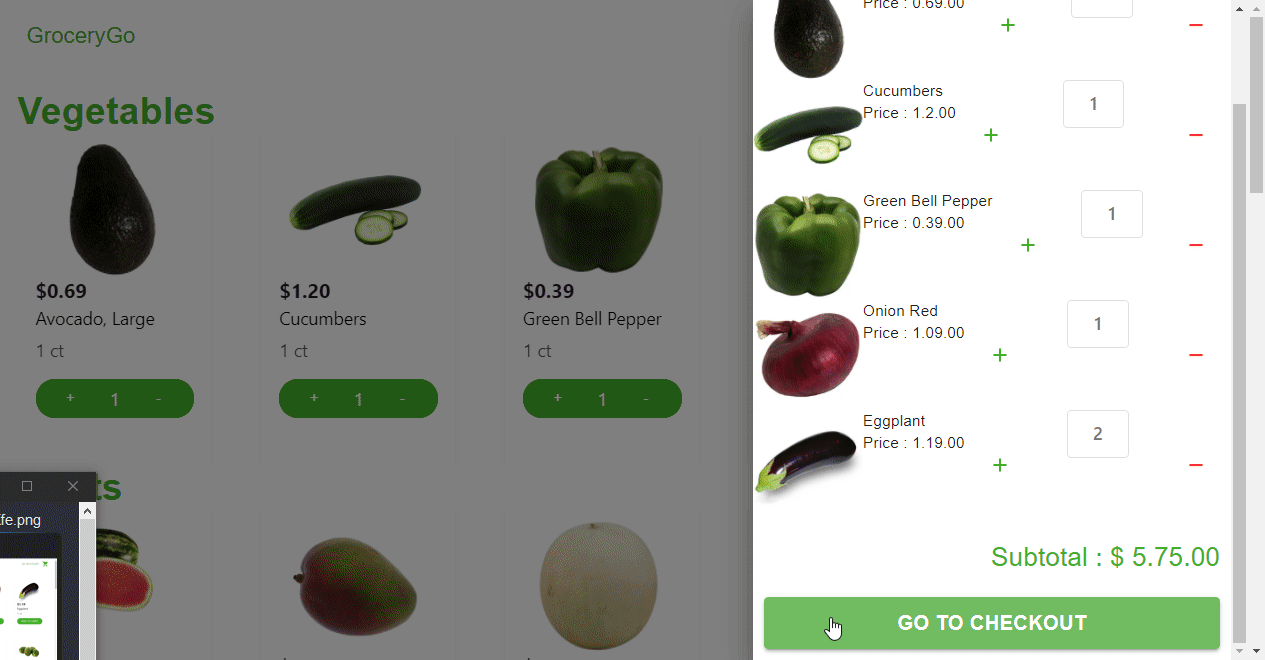 GroceryGo
Vegetables
$0.69
Avocado, Large
1 ct
+ 1 -
$1.20
Cucumbers
1 ct
+ 1 -
$0.39
Green Bell Pepper
1 ct
+ 1 -
ts
fe.png
Price : 0.69.00
+ −
Cucumbers
Price : 1.2.00
1
+ −
Green Bell Pepper
Price : 0.39.00
1
+ −
Onion Red
Price : 1.09.00
1
+ −
Eggplant
Price : 1.19.00
2
+ −
Subtotal : $ 5.75.00
GO TO CHECKOUT